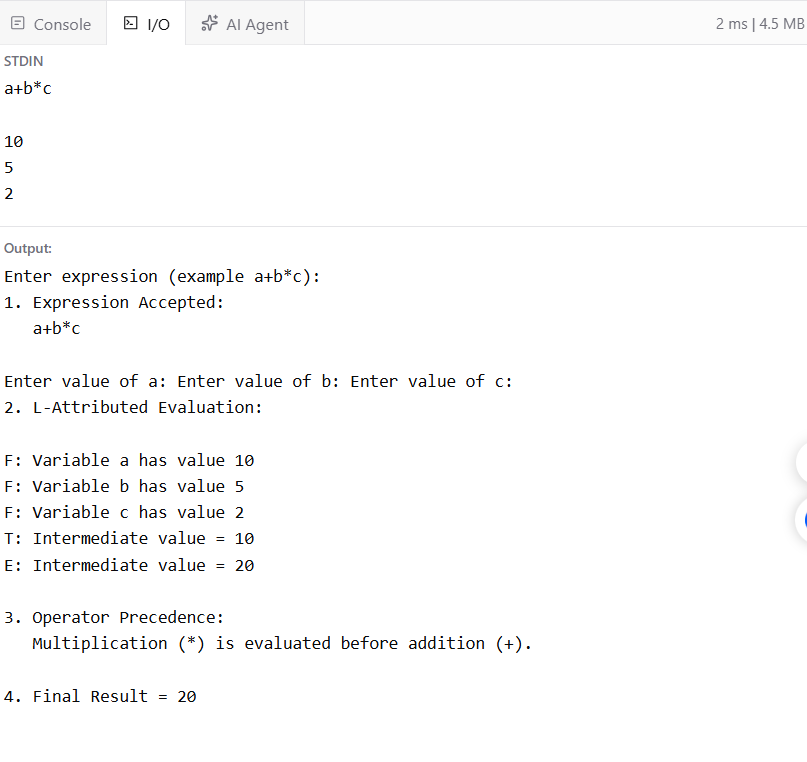 Console I/O AI Agent 2 ms | 4.5 MB
STDIN
a+b*c
10
5
2
Output:
Enter expression (example a+b*c):
1. Expression Accepted:
a+b*c
Enter value of a: Enter value of b: Enter value of c:
2. L-Attributed Evaluation:
F: Variable a has value 10
F: Variable b has value 5
F: Variable c has value 2
T: Intermediate value = 10
E: Intermediate value = 20
3. Operator Precedence:
Multiplication (*) is evaluated before addition (+).
4. Final Result = 20